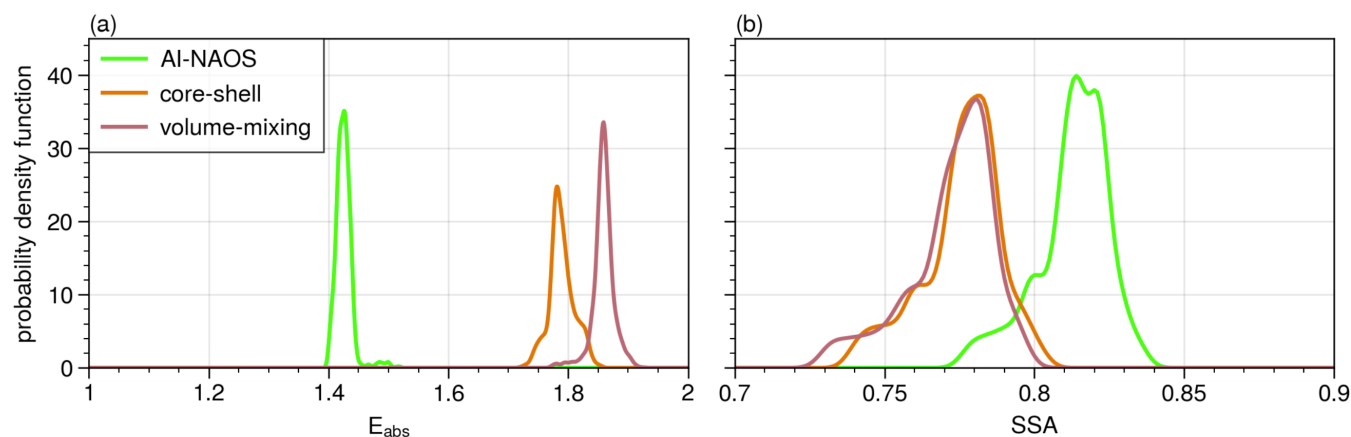 (a)
AI-NAOS
core-shell
volume-mixing
probability density function
40
30
20
10
0
1
1.2
1.4
1.6
1.8
2
E_abs
(b)
0.7
0.75
0.8
0.85
0.9
SSA